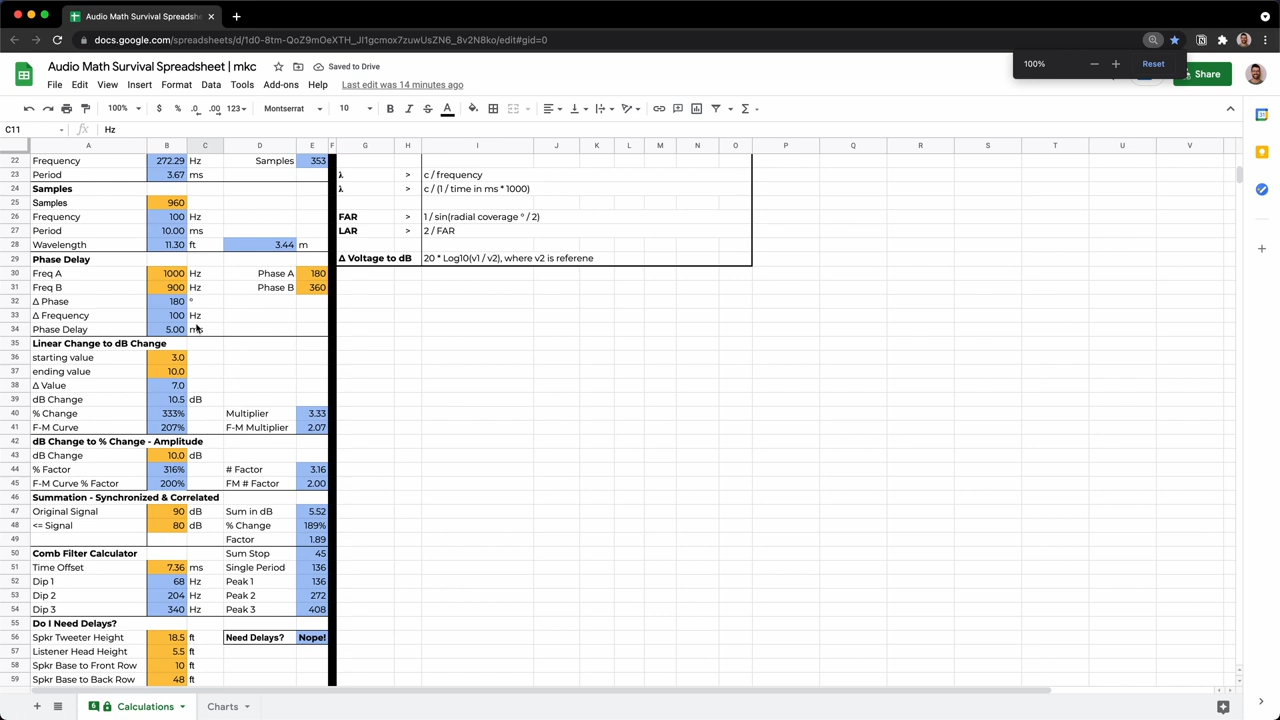 Audio Math Survival Spreadsh
docs.google.com/spreadsheets/d/1d0-8tm-QoZ9mOeXTH_JI1gcmox7zuwUsZN6_8v2N8ko/edit#gid=0
100% Reset
Audio Math Survival Spreadsheet | mkc Saved to Drive
Share
File Edit View Insert Format Data Tools Add-ons Help Last edit was 14 minutes ago
100% $ % .0 .00 123 Montserrat 10 B I S A
C11 fx Hz
A B C D E F G H I J K L M N O P Q R S T U V
22 Frequency 272.29 Hz Samples 353
23 Period 3.67 ms λ > c / frequency
24 Samples λ > c / (1 / time in ms * 1000)
25 Samples 960
26 Frequency 100 Hz FAR > 1 / sin(radial coverage ° / 2)
27 Period 10.00 ms LAR > 2 / FAR
28 Wavelength 11.30 ft 3.44 m
29 Phase Delay Δ Voltage to dB > 20 * Log10(v1 / v2), where v2 is referene
30 Freq A 1000 Hz Phase A 180
31 Freq B 900 Hz Phase B 360
32 Δ Phase 180 °
33 Δ Frequency 100 Hz
34 Phase Delay 5.00 ms
35 Linear Change to dB Change
36 starting value 3.0
37 ending value 10.0
38 Δ Value 7.0
39 dB Change 10.5 dB
40 % Change 333% Multiplier 3.33
41 F-M Curve 207% F-M Multiplier 2.07
42 dB Change to % Change - Amplitude
43 dB Change 10.0 dB
44 % Factor 316% # Factor 3.16
45 F-M Curve % Factor 200% FM # Factor 2.00
46 Summation - Synchronized & Correlated
47 Original Signal 90 dB Sum in dB 5.52
48 <= Signal 80 dB % Change 189%
49 Factor 1.89
50 Comb Filter Calculator Sum Stop 45
51 Time Offset 7.36 ms Single Period 136
52 Dip 1 68 Hz Peak 1 136
53 Dip 2 204 Hz Peak 2 272
54 Dip 3 340 Hz Peak 3 408
55 Do I Need Delays?
56 Spkr Tweeter Height 18.5 ft Need Delays? Nope!
57 Listener Head Height 5.5 ft
58 Spkr Base to Front Row 10 ft
59 Spkr Base to Back Row 48 ft
6 Calculations Charts